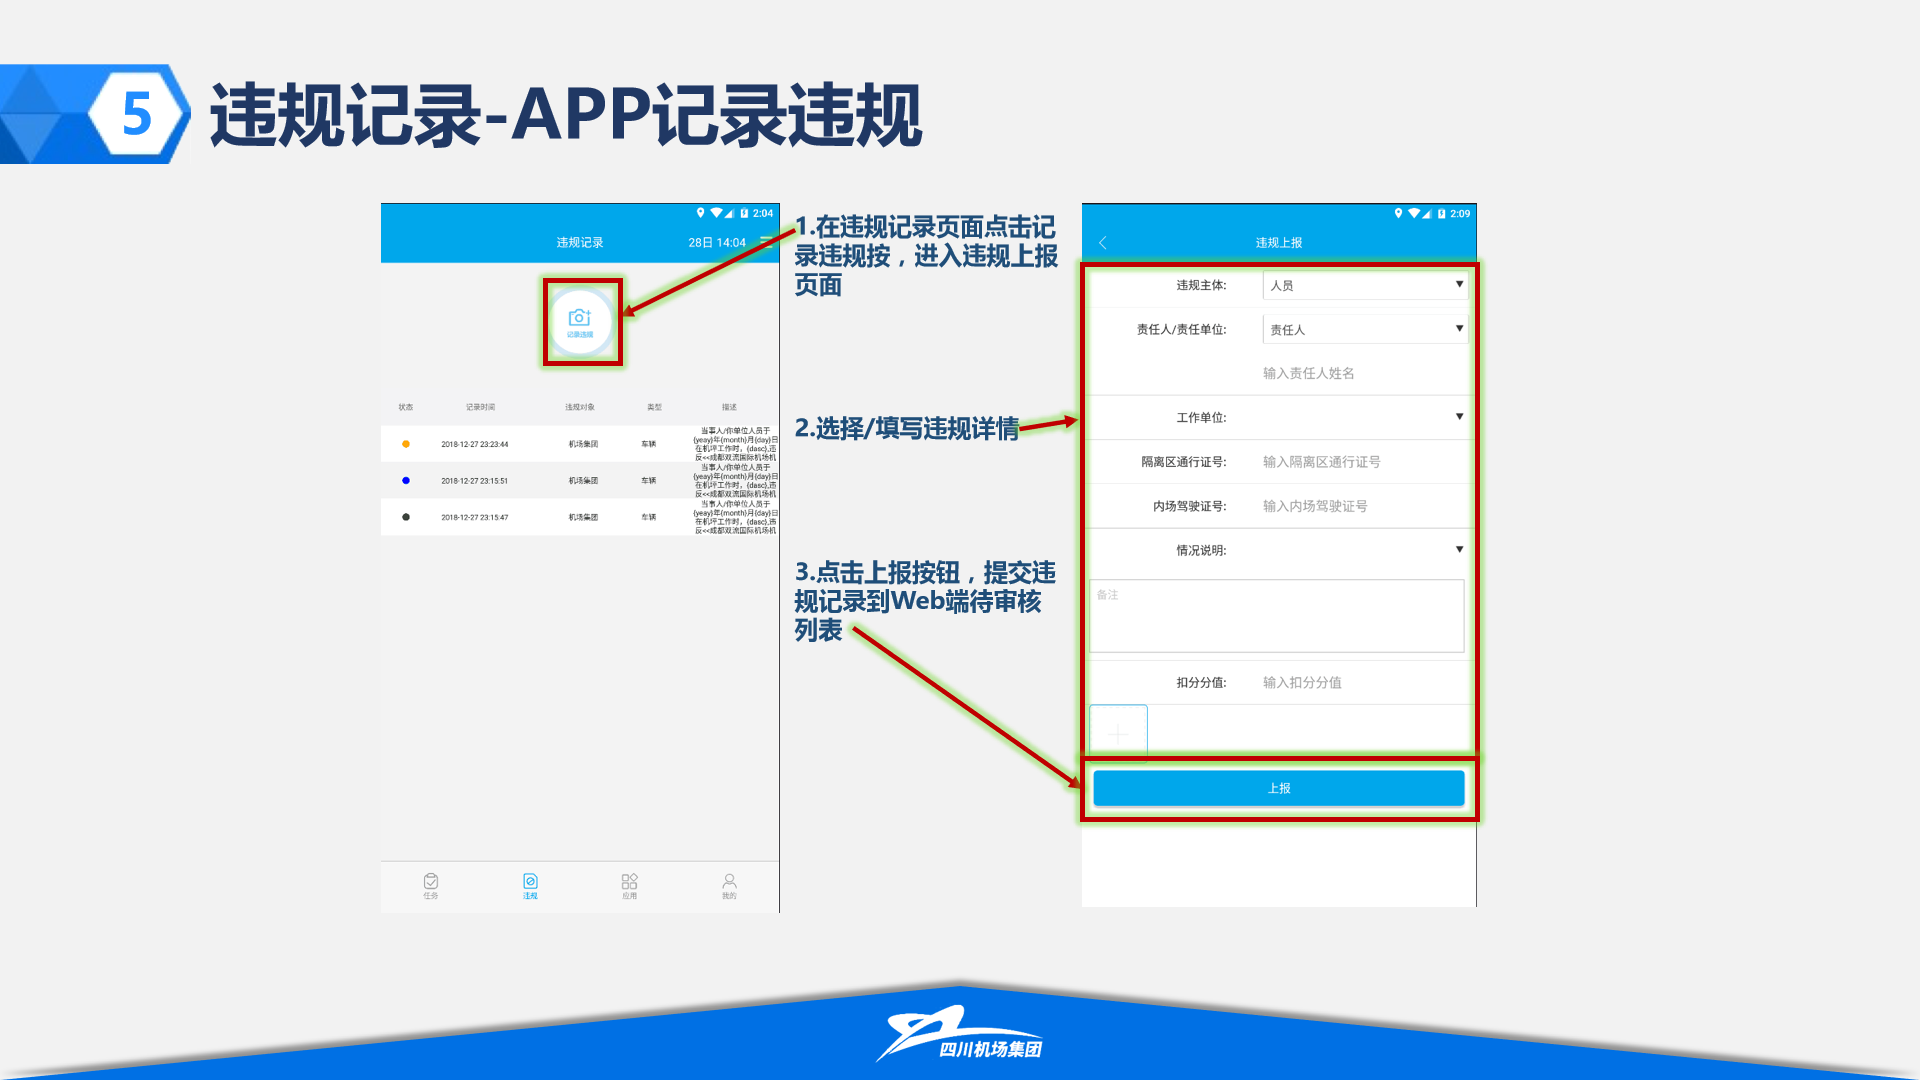 5
违规记录-APP记录违规
2:04
违规记录
28日 14:04
记录违规
状态 记录时间 违规对象 类型 描述
2018-12-27 23:23:44 机场集团 车辆
当事人/你单位人员于
{yeay}年{month}月{day}日
在机坪工作时，{dasc},违
反<<成都双流国际机场机
2018-12-27 23:15:51 机场集团 车辆
当事人/你单位人员于
{yeay}年{month}月{day}日
在机坪工作时，{dasc},违
反<<成都双流国际机场机
2018-12-27 23:15:47 机场集团 车辆
当事人/你单位人员于
{yeay}年{month}月{day}日
在机坪工作时，{dasc},违
反<<成都双流国际机场机
任务 违规 应用 我的
1.在违规记录页面点击记
录违规按，进入违规上报
页面
2.选择/填写违规详情
3.点击上报按钮，提交违
规记录到Web端待审核
列表
2:09
违规上报
违规主体: 人员
责任人/责任单位: 责任人
输入责任人姓名
工作单位:
隔离区通行证号: 输入隔离区通行证号
内场驾驶证号: 输入内场驾驶证号
情况说明:
备注
扣分分值: 输入扣分分值
上报
四川机场集团